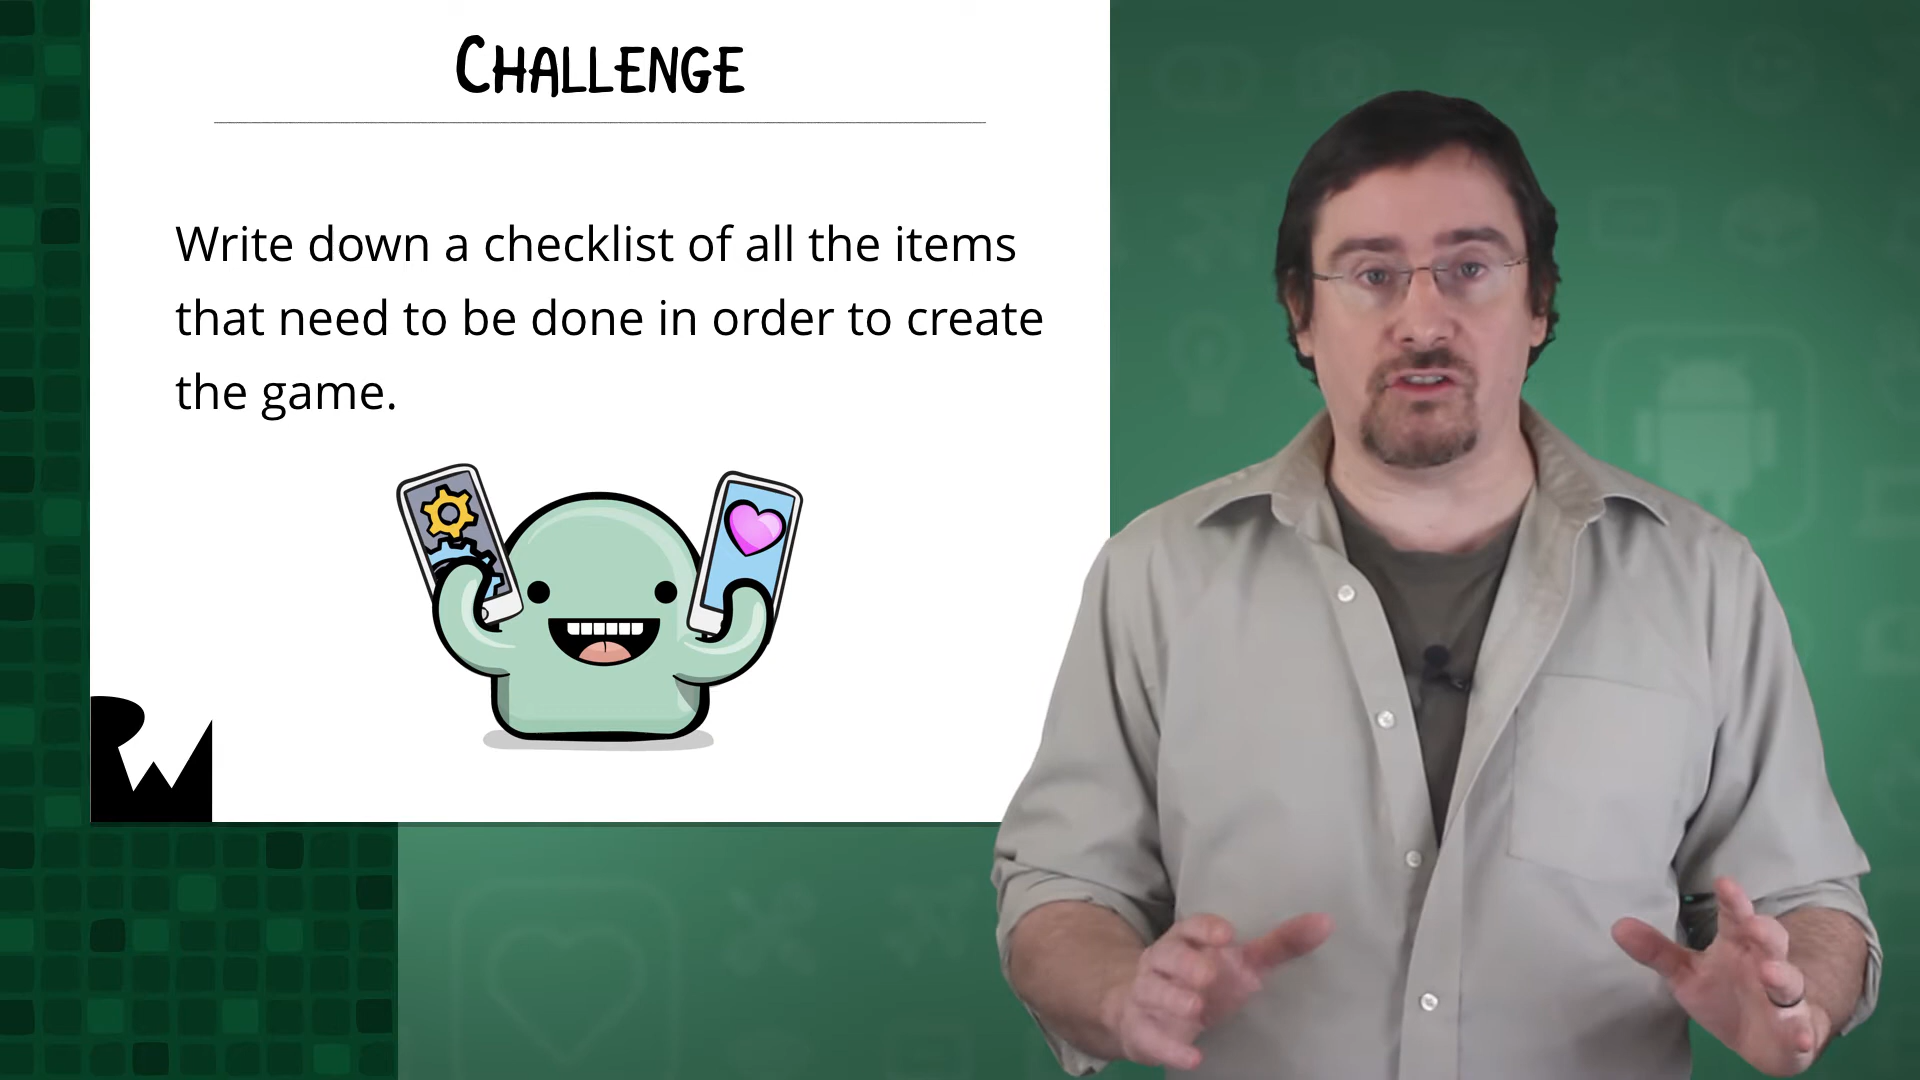 CHALLENGE
Write down a checklist of all the items
that need to be done in order to create
the game.
RW